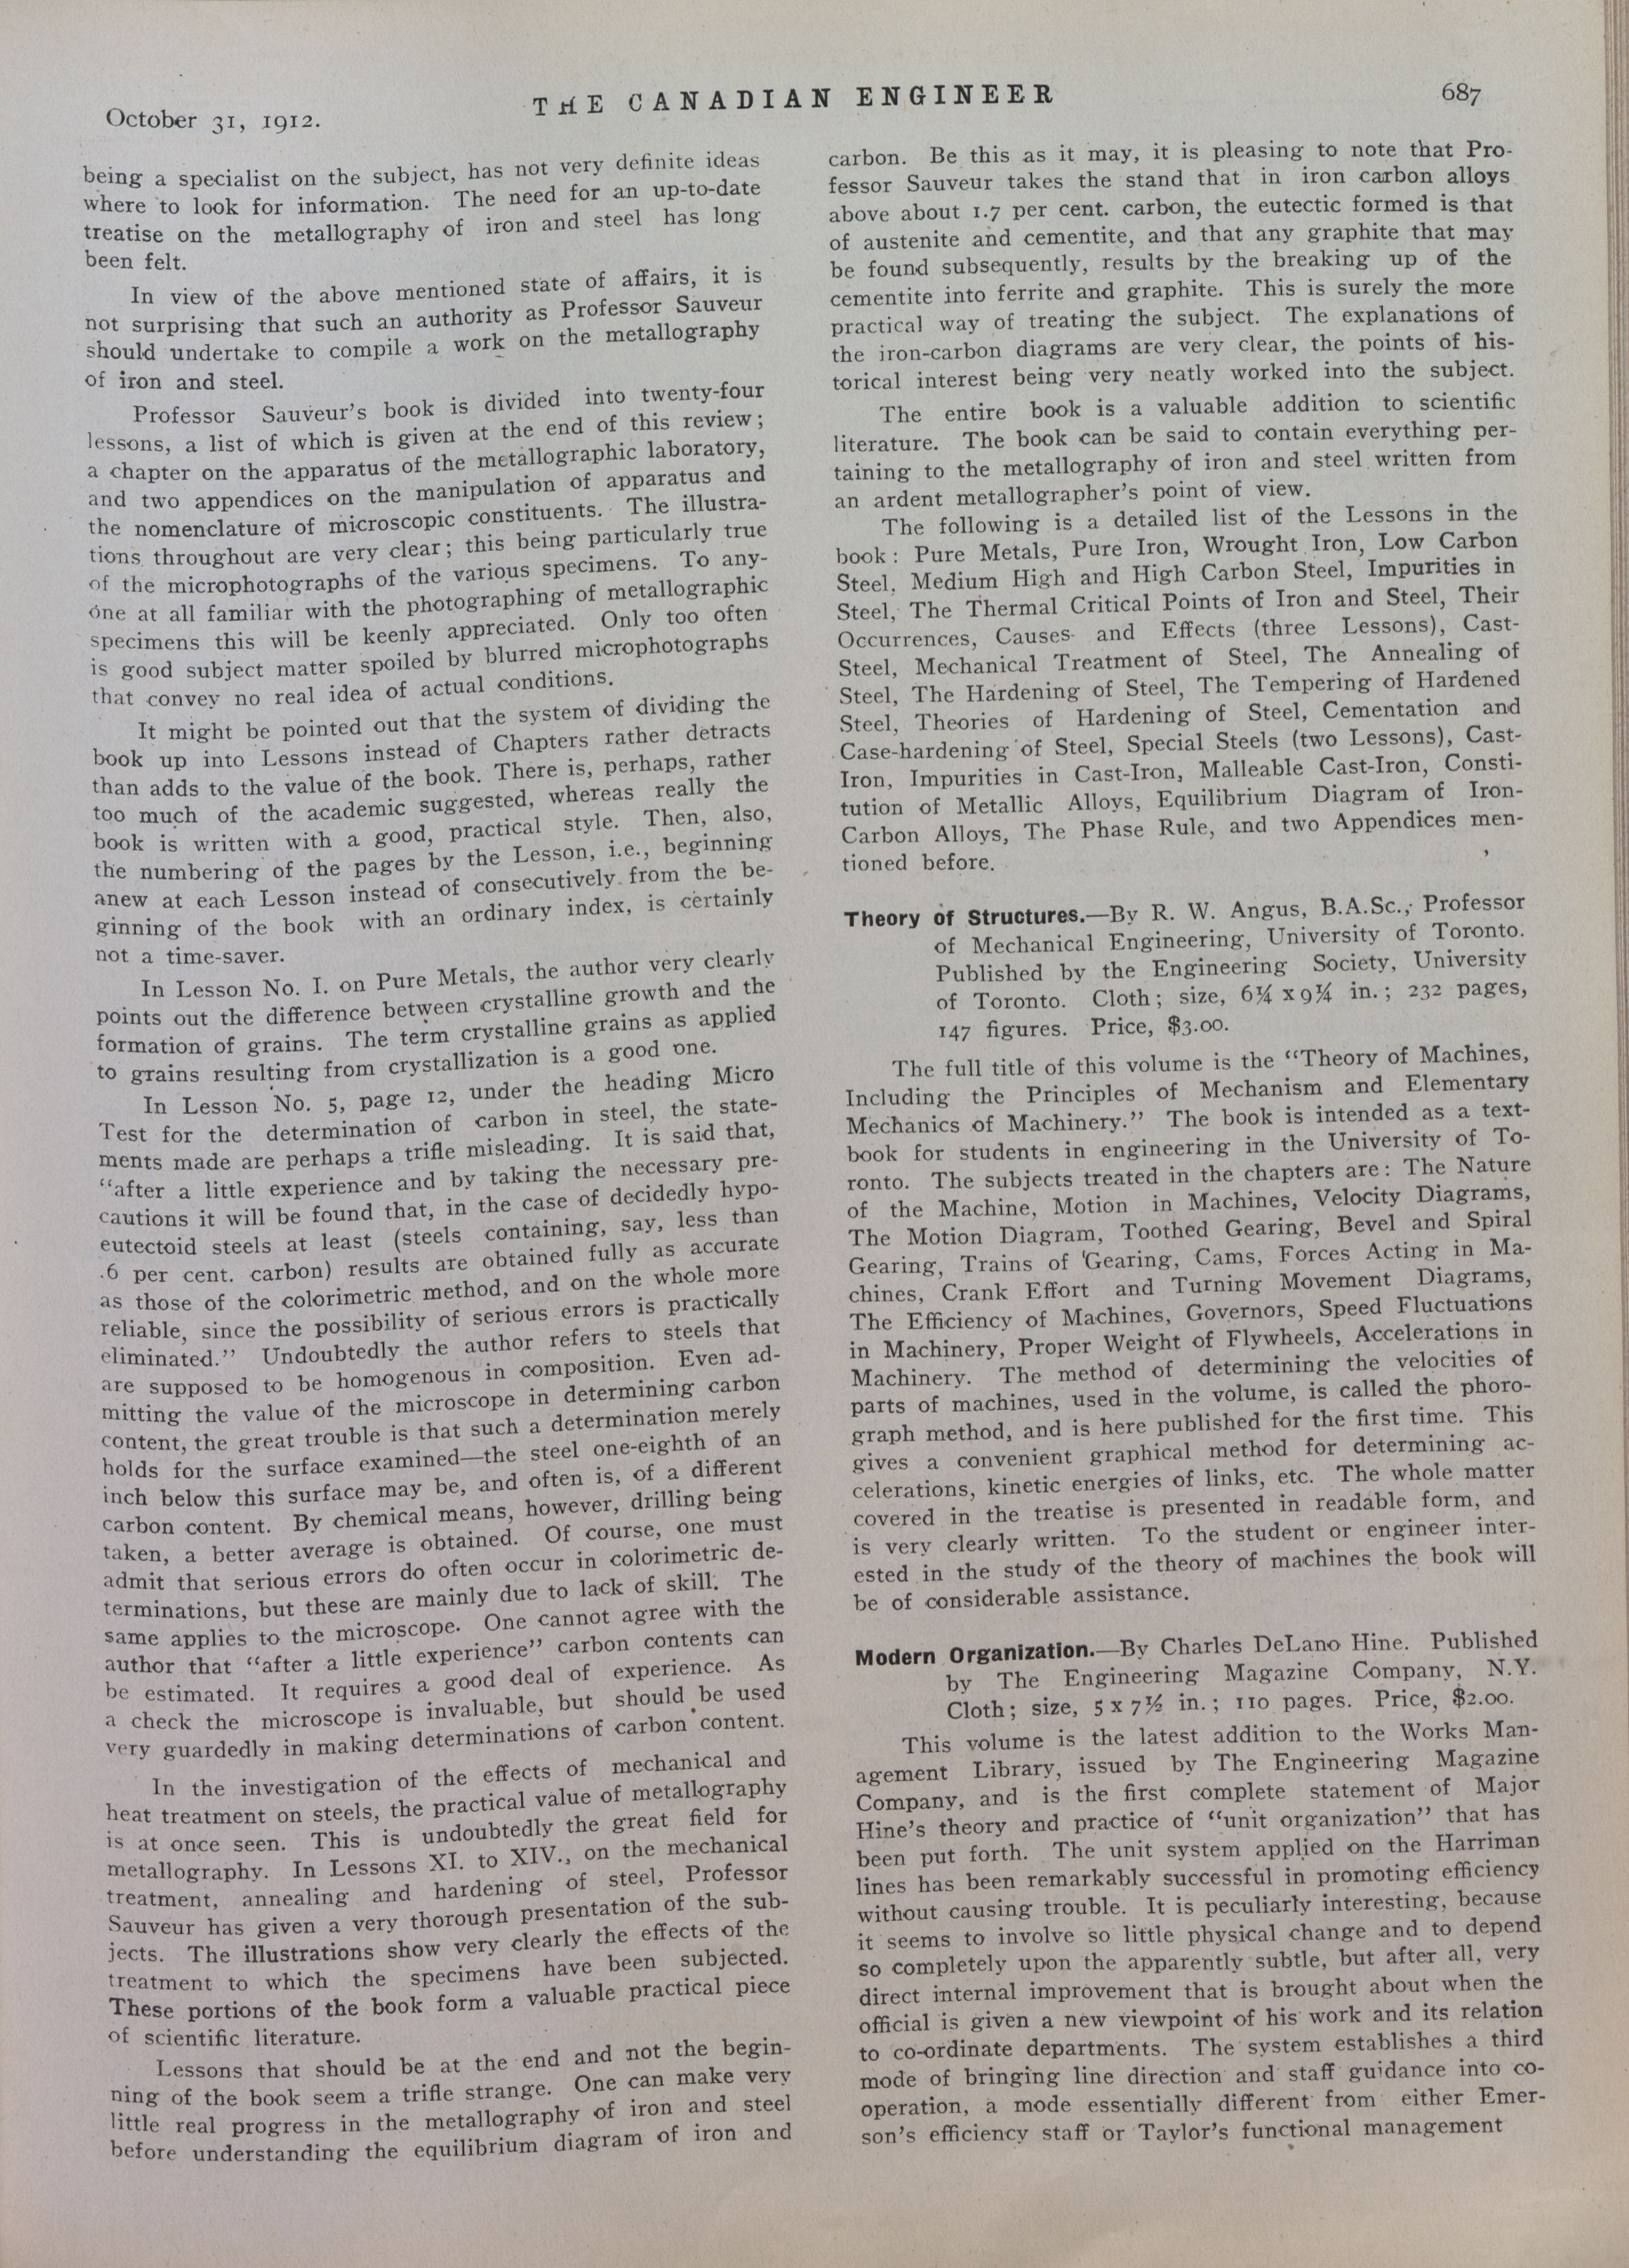 October 31, 1912.
THE CANADIAN ENGINEER
687
being a specialist on the subject, has not very definite ideas
where to look for information. The need for an up-to-date
treatise on the metallography of iron and steel has long
been felt.
In view of the above mentioned state of affairs, it is
not surprising that such an authority as Professor Sauveur
should undertake to compile a work on the metallography
of iron and steel.
Professor Sauveur's book is divided into twenty-four
lessons, a list of which is given at the end of this review;
a chapter on the apparatus of the metallographic laboratory,
and two appendices on the manipulation of apparatus and
the nomenclature of microscopic constituents. The illustra-
tions throughout are very clear; this being particularly true
of the microphotographs of the various specimens. To any-
one at all familiar with the photographing of metallographic
specimens this will be keenly appreciated. Only too often
is good subject matter spoiled by blurred microphotographs
that convey no real idea of actual conditions.
It might be pointed out that the system of dividing the
book up into Lessons instead of Chapters rather detracts
than adds to the value of the book. There is, perhaps, rather
too much of the academic suggested, whereas really the
book is written with a good, practical style. Then, also,
the numbering of the pages by the Lesson, i.e., beginning
anew at each Lesson instead of consecutively from the be-
ginning of the book with an ordinary index, is certainly
not a time-saver.
In Lesson No. I. on Pure Metals, the author very clearly
points out the difference between crystalline growth and the
formation of grains. The term crystalline grains as applied
to grains resulting from crystallization is a good one.
In Lesson No. 5, page 12, under the heading Micro
Test for the determination of carbon in steel, the state-
ments made are perhaps a trifle misleading. It is said that,
"after a little experience and by taking the necessary pre-
cautions it will be found that, in the case of decidedly hypo-
eutectoid steels at least (steels containing, say, less than
.6 per cent. carbon) results are obtained fully as accurate
as those of the colorimetric method, and on the whole more
reliable, since the possibility of serious errors is practically
eliminated." Undoubtedly the author refers to steels that
are supposed to be homogenous in composition. Even ad-
mitting the value of the microscope in determining carbon
content, the great trouble is that such a determination merely
holds for the surface examined—the steel one-eighth of an
inch below this surface may be, and often is, of a different
carbon content. By chemical means, however, drilling being
taken, a better average is obtained. Of course, one must
admit that serious errors do often occur in colorimetric de-
terminations, but these are mainly due to lack of skill. The
same applies to the microscope. One cannot agree with the
author that "after a little experience" carbon contents can
be estimated. It requires a good deal of experience. As
a check the microscope is invaluable, but should be used
very guardedly in making determinations of carbon content.
In the investigation of the effects of mechanical and
heat treatment on steels, the practical value of metallography
is at once seen. This is undoubtedly the great field for
metallography. In Lessons XI. to XIV., on the mechanical
treatment, annealing and hardening of steel, Professor
Sauveur has given a very thorough presentation of the sub-
jects. The illustrations show very clearly the effects of the
treatment to which the specimens have been subjected.
These portions of the book form a valuable practical piece
of scientific literature.
Lessons that should be at the end and not the begin-
ning of the book seem a trifle strange. One can make very
little real progress in the metallography of iron and steel
before understanding the equilibrium diagram of iron and
carbon. Be this as it may, it is pleasing to note that Pro-
fessor Sauveur takes the stand that in iron carbon alloys
above about 1.7 per cent. carbon, the eutectic formed is that
of austenite and cementite, and that any graphite that may
be found subsequently, results by the breaking up of the
cementite into ferrite and graphite. This is surely the more
practical way of treating the subject. The explanations of
the iron-carbon diagrams are very clear, the points of his-
torical interest being very neatly worked into the subject.
The entire book is a valuable addition to scientific
literature. The book can be said to contain everything per-
taining to the metallography of iron and steel written from
an ardent metallographer's point of view.
The following is a detailed list of the Lessons in the
book: Pure Metals, Pure Iron, Wrought Iron, Low Carbon
Steel, Medium High and High Carbon Steel, Impurities in
Steel, The Thermal Critical Points of Iron and Steel, Their
Occurrences, Causes and Effects (three Lessons), Cast-
Steel, Mechanical Treatment of Steel, The Annealing of
Steel, The Hardening of Steel, The Tempering of Hardened
Steel, Theories of Hardening of Steel, Cementation and
Case-hardening of Steel, Special Steels (two Lessons), Cast-
Iron, Impurities in Cast-Iron, Malleable Cast-Iron, Consti-
tution of Metallic Alloys, Equilibrium Diagram of Iron-
Carbon Alloys, The Phase Rule, and two Appendices men-
tioned before.
Theory of Structures.—By R. W. Angus, B.A.Sc., Professor
of Mechanical Engineering, University of Toronto.
Published by the Engineering Society, University
of Toronto. Cloth; size, 6¼ x 9¼ in.; 232 pages,
147 figures. Price, $3.00.
The full title of this volume is the "Theory of Machines,
Including the Principles of Mechanism and Elementary
Mechanics of Machinery." The book is intended as a text-
book for students in engineering in the University of To-
ronto. The subjects treated in the chapters are: The Nature
of the Machine, Motion in Machines, Velocity Diagrams,
The Motion Diagram, Toothed Gearing, Bevel and Spiral
Gearing, Trains of Gearing, Cams, Forces Acting in Ma-
chines, Crank Effort and Turning Movement Diagrams,
The Efficiency of Machines, Governors, Speed Fluctuations
in Machinery, Proper Weight of Flywheels, Accelerations in
Machinery. The method of determining the velocities of
parts of machines, used in the volume, is called the phoro-
graph method, and is here published for the first time. This
gives a convenient graphical method for determining ac-
celerations, kinetic energies of links, etc. The whole matter
covered in the treatise is presented in readable form, and
is very clearly written. To the student or engineer inter-
ested in the study of the theory of machines the book will
be of considerable assistance.
Modern Organization.—By Charles DeLano Hine. Published
by The Engineering Magazine Company, N.Y.
Cloth; size, 5 x 7½ in.; 110 pages. Price, $2.00.
This volume is the latest addition to the Works Man-
agement Library, issued by The Engineering Magazine
Company, and is the first complete statement of Major
Hine's theory and practice of "unit organization" that has
been put forth. The unit system applied on the Harriman
lines has been remarkably successful in promoting efficiency
without causing trouble. It is peculiarly interesting, because
it seems to involve so little physical change and to depend
so completely upon the apparently subtle, but after all, very
direct internal improvement that is brought about when the
official is given a new viewpoint of his work and its relation
to co-ordinate departments. The system establishes a third
mode of bringing line direction and staff guidance into co-
operation, a mode essentially different from either Emer-
son's efficiency staff or Taylor's functional management